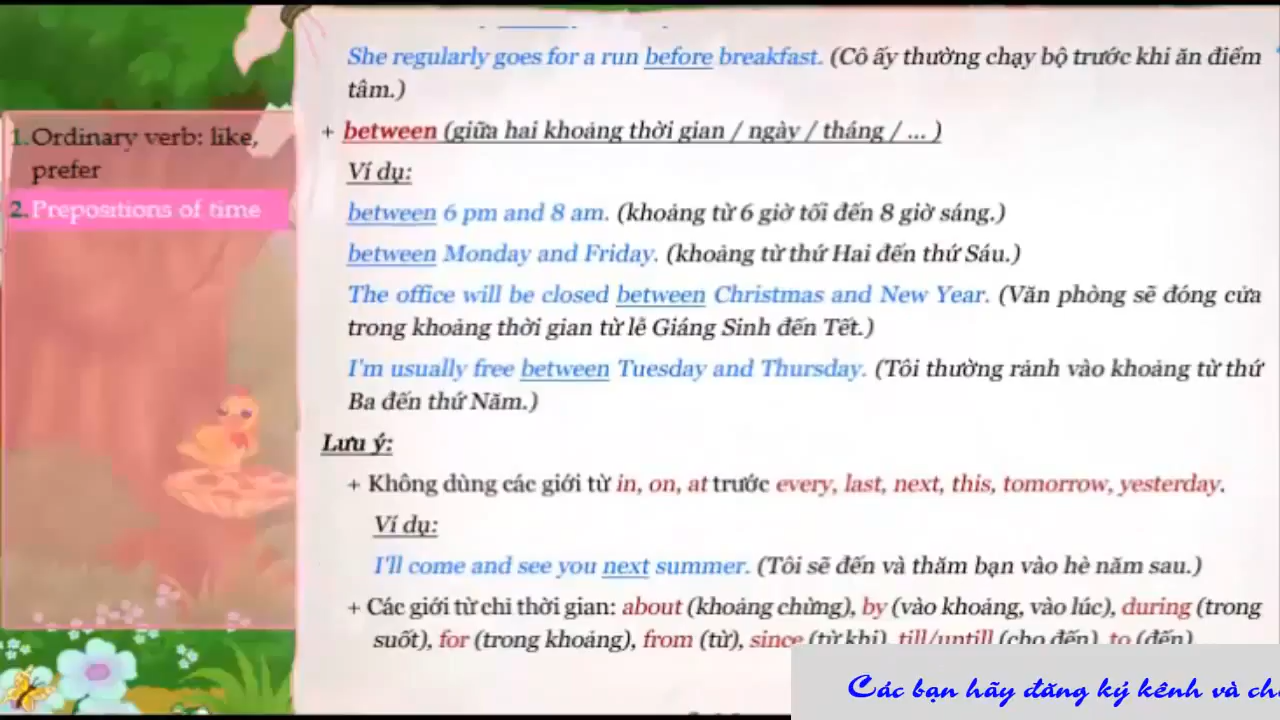 1. Ordinary verb: like,
prefer
2. Prepositions of time
She regularly goes for a run before breakfast. (Cô ấy thường chạy bộ trước khi ăn điểm
tâm.)
+ between (giữa hai khoảng thời gian / ngày / tháng / ... )
Ví dụ:
between 6 pm and 8 am. (khoảng từ 6 giờ tối đến 8 giờ sáng.)
between Monday and Friday. (khoảng từ thứ Hai đến thứ Sáu.)
The office will be closed between Christmas and New Year. (Văn phòng sẽ đóng cửa
trong khoảng thời gian từ lễ Giáng Sinh đến Tết.)
I'm usually free between Tuesday and Thursday. (Tôi thường rảnh vào khoảng từ thứ
Ba đến thứ Năm.)
Lưu ý:
+ Không dùng các giới từ in, on, at trước every, last, next, this, tomorrow, yesterday.
Ví dụ:
I'll come and see you next summer. (Tôi sẽ đến và thăm bạn vào hè năm sau.)
+ Các giới từ chỉ thời gian: about (khoảng chừng), by (vào khoảng, vào lúc), during (trong
suốt), for (trong khoảng), from (từ), since (từ khi), till/untill (cho đến), to (đến)
Các bạn hãy đăng ký kênh và